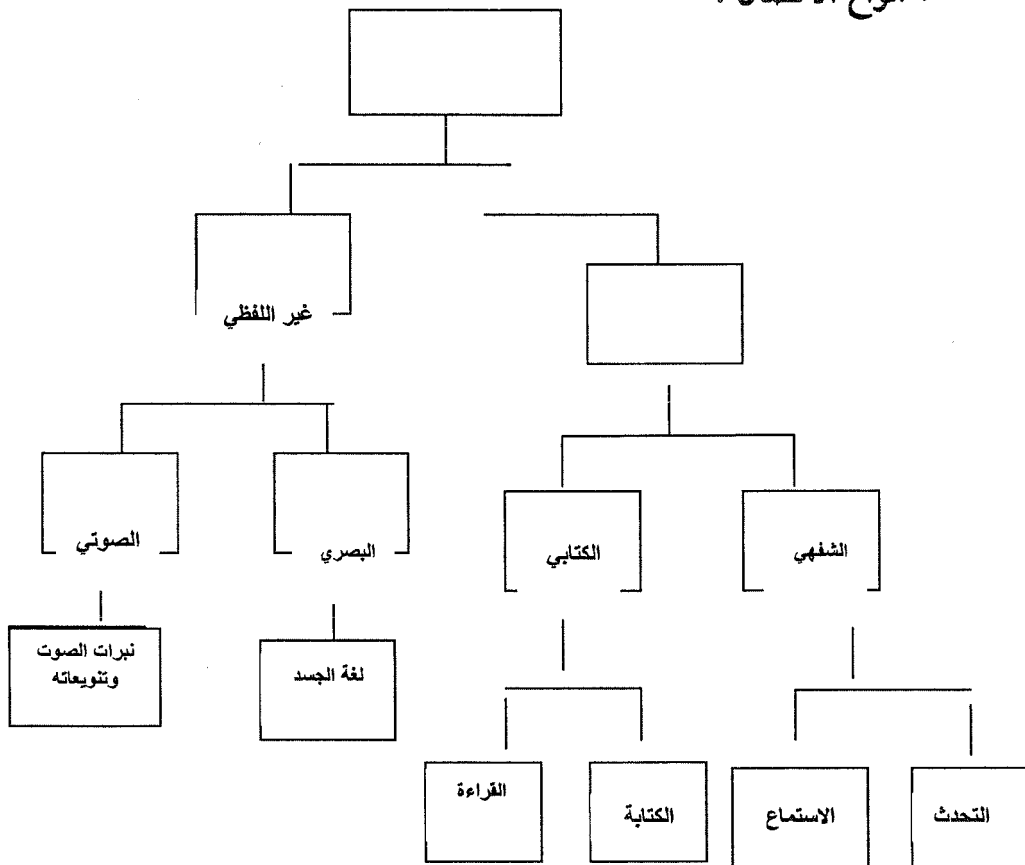 أنواع الاتصال :
غير اللفظي
الشفهي
الكتابي
البصري
الصوتي
نبرات الصوت
وتنويعاته
لغة الجسد
التحدث
الاستماع
الكتابة
القراءة